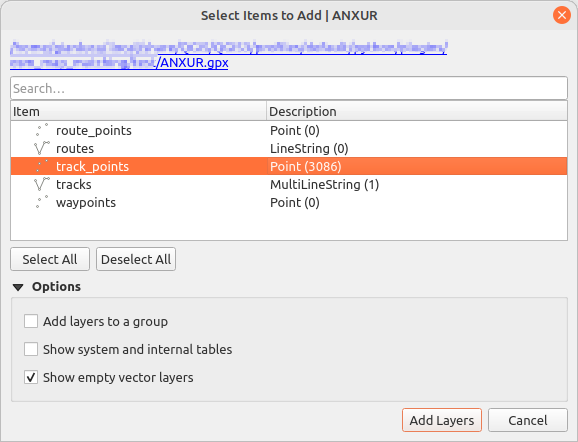 Select Items to Add | ANXUR
/ANXUR.gpx
Search…
Item Description
route_points Point (0)
routes LineString (0)
track_points Point (3086)
tracks MultiLineString (1)
waypoints Point (0)
Select All Deselect All
Options
Add layers to a group
Show system and internal tables
Show empty vector layers
Add Layers Cancel